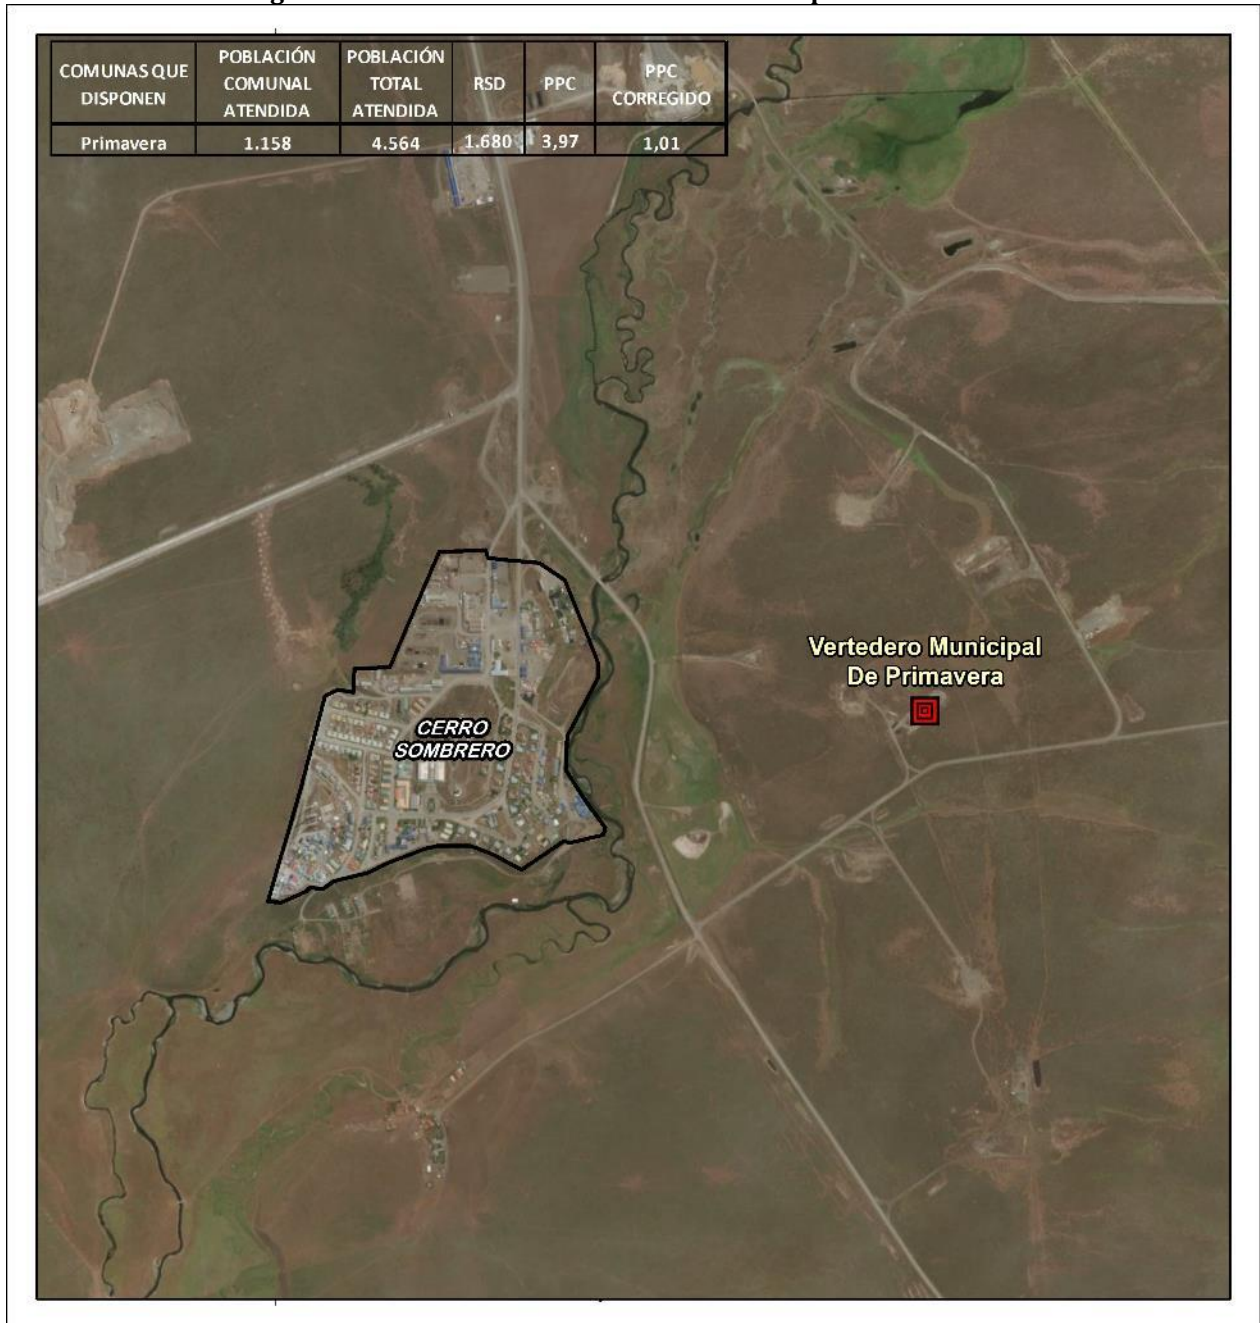 COMUNAS QUE DISPONEN
POBLACIÓN COMUNAL ATENDIDA
POBLACIÓN TOTAL ATENDIDA
RSD
PPC
PPC CORREGIDO
Primavera
1.158
4.564
1.680
3,97
1,01
Vertedero Municipal
De Primavera
CERRO
SOMBRERO